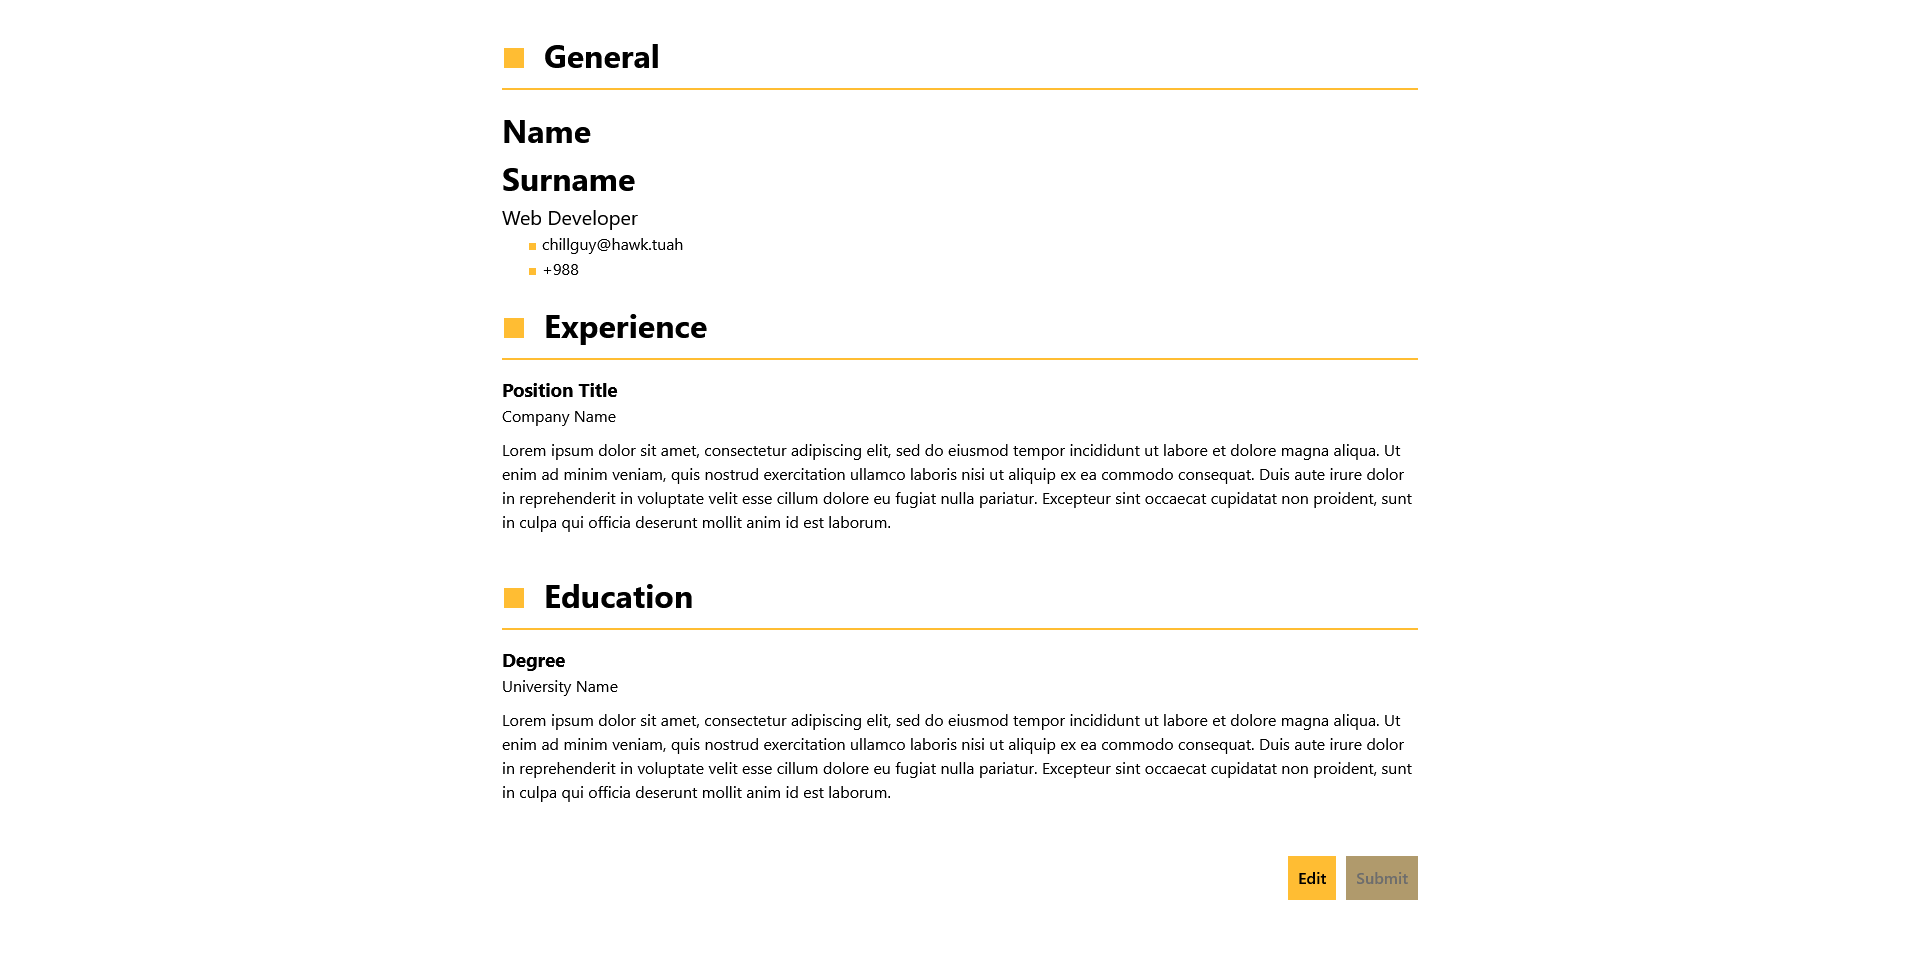 General
Name
Surname
Web Developer
chillguy@hawk.tuah
+988
Experience
Position Title
Company Name
Lorem ipsum dolor sit amet, consectetur adipiscing elit, sed do eiusmod tempor incididunt ut labore et dolore magna aliqua. Ut
enim ad minim veniam, quis nostrud exercitation ullamco laboris nisi ut aliquip ex ea commodo consequat. Duis aute irure dolor
in reprehenderit in voluptate velit esse cillum dolore eu fugiat nulla pariatur. Excepteur sint occaecat cupidatat non proident, sunt
in culpa qui officia deserunt mollit anim id est laborum.
Education
Degree
University Name
Lorem ipsum dolor sit amet, consectetur adipiscing elit, sed do eiusmod tempor incididunt ut labore et dolore magna aliqua. Ut
enim ad minim veniam, quis nostrud exercitation ullamco laboris nisi ut aliquip ex ea commodo consequat. Duis aute irure dolor
in reprehenderit in voluptate velit esse cillum dolore eu fugiat nulla pariatur. Excepteur sint occaecat cupidatat non proident, sunt
in culpa qui officia deserunt mollit anim id est laborum.
Edit Submit